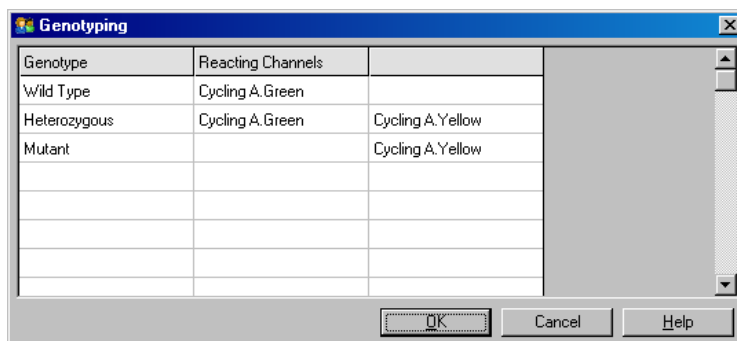 Genotyping
Genotype Reacting Channels
Wild Type Cycling A.Green
Heterozygous Cycling A.Green Cycling A.Yellow
Mutant Cycling A.Yellow
OK Cancel Help